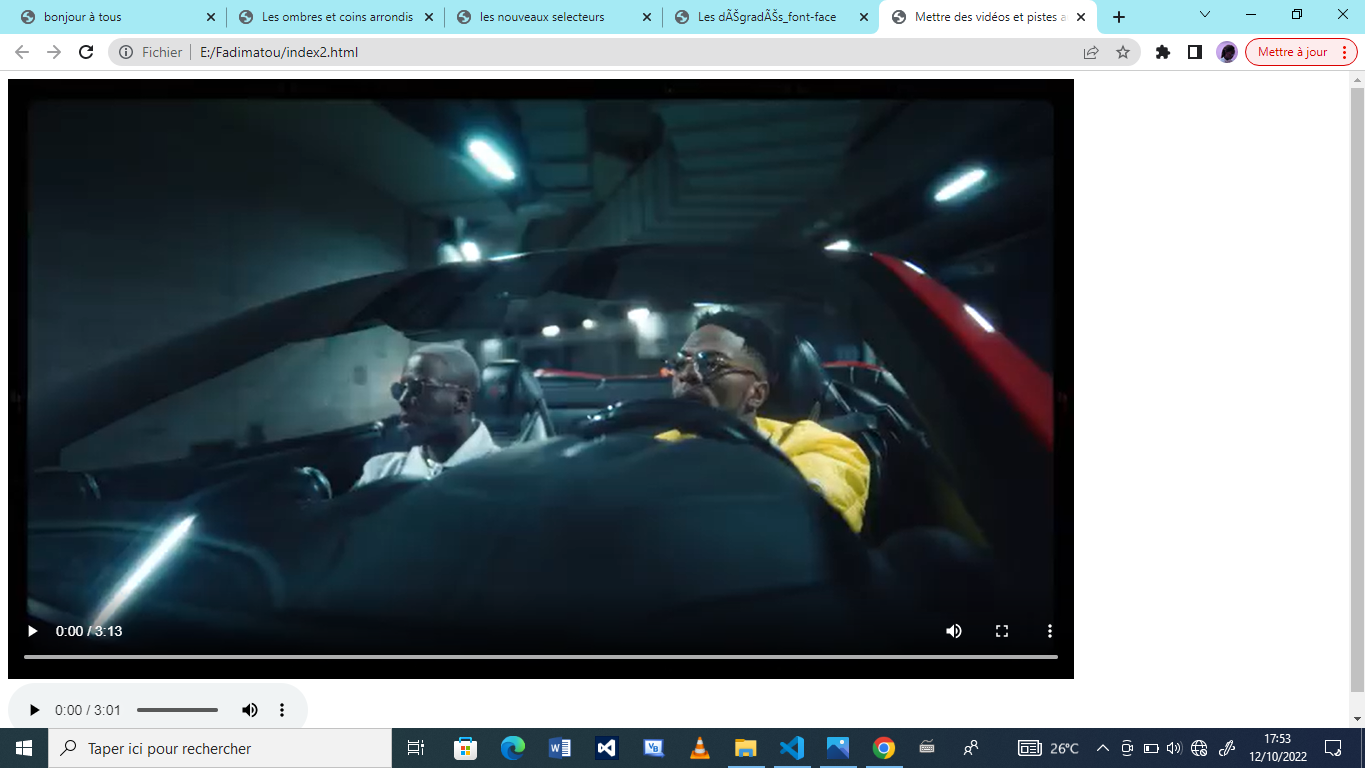 bonjour à tous
Les ombres et coins arrondis
les nouveaux selecteurs
Les dÃŠgradÃŠs_font-face
Mettre des vidéos et pistes a
Fichier
E:/Fadimatou/index2.html
Mettre à jour
0:00 / 3:13
0:00 / 3:01
Taper ici pour rechercher
26°C
17:53
12/10/2022